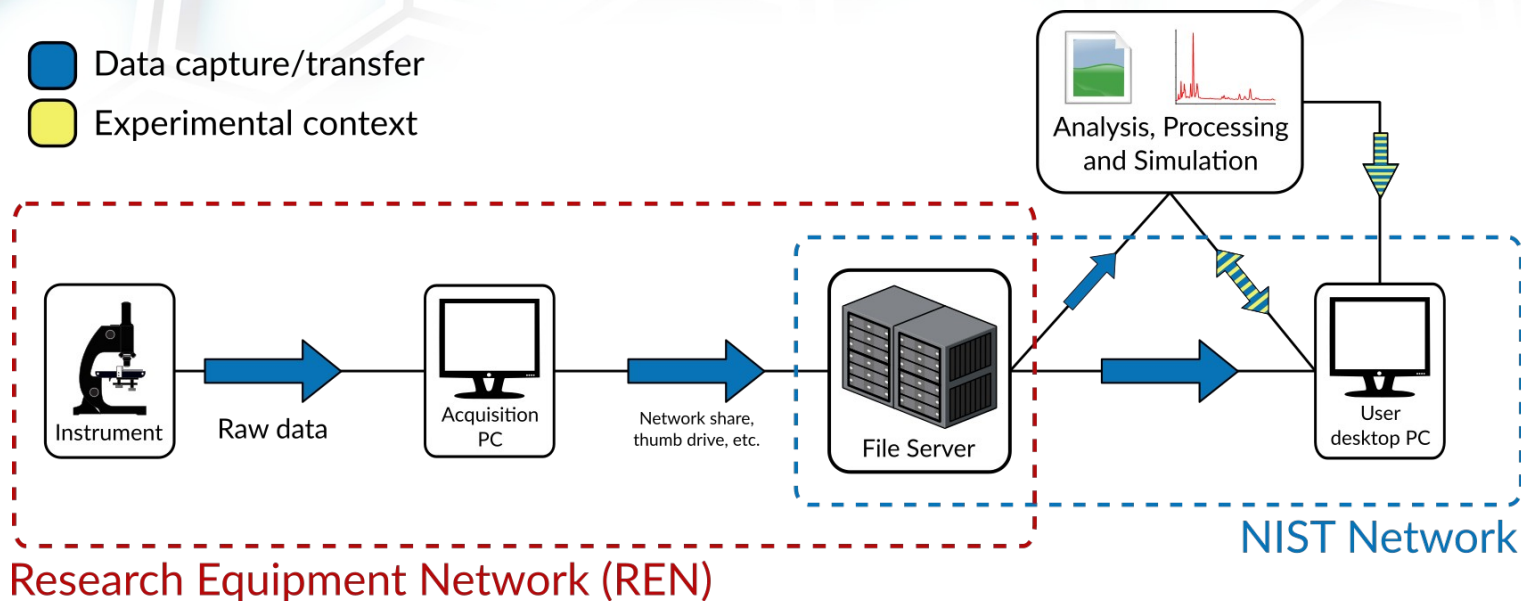 Data capture/transfer
Experimental context
Analysis, Processing
and Simulation
Instrument
Raw data
Acquisition
PC
Network share,
thumb drive, etc.
File Server
User
desktop PC
NIST Network
Research Equipment Network (REN)